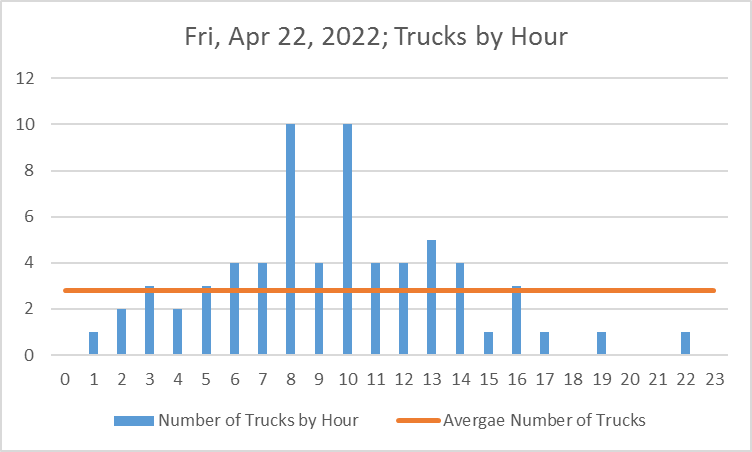 Fri, Apr 22, 2022; Trucks by Hour
12
10
8
6
4
2
0
0 1 2 3 4 5 6 7 8 9 10 11 12 13 14 15 16 17 18 19 20 21 22 23
Number of Trucks by Hour Avergae Number of Trucks